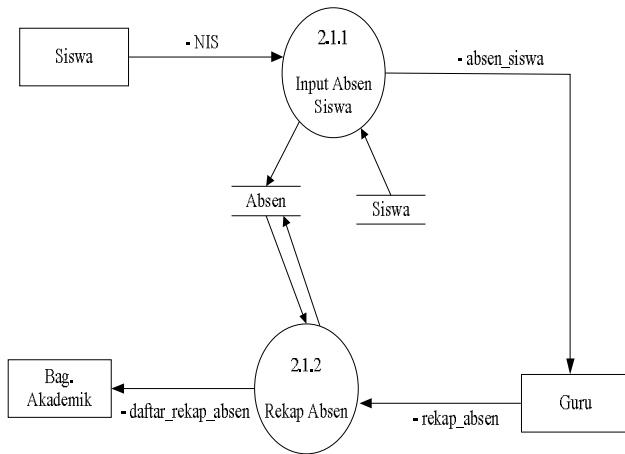 Siswa
- NIS
2.1.1
Input Absen
Siswa
- absen_siswa
Absen
Siswa
2.1.2
Rekap Absen
Bag.
Akademik
- daftar_rekap_absen
- rekap_absen
Guru